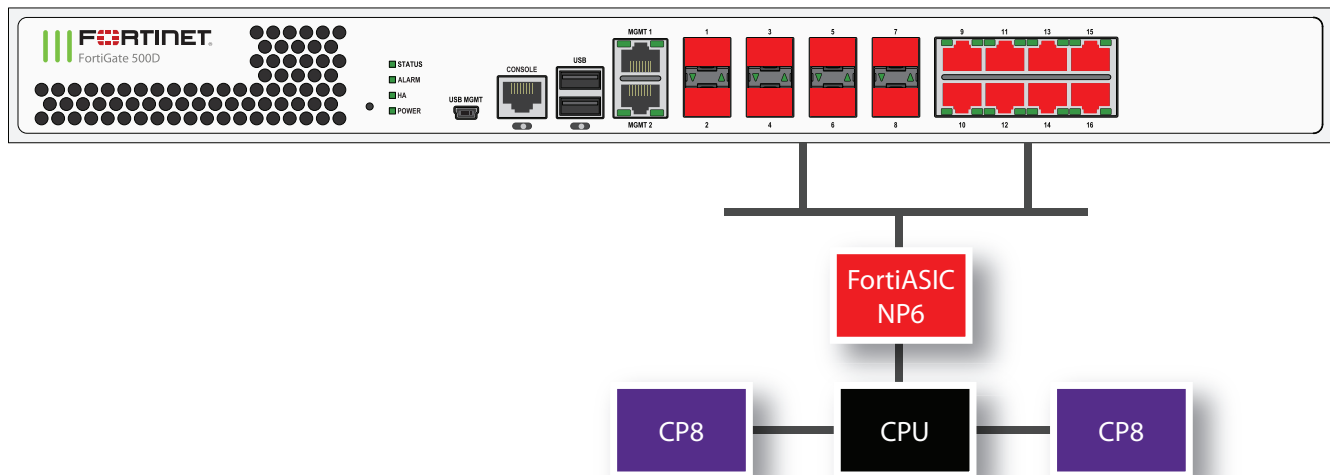 FORTINET
FortiGate 500D
STATUS
ALARM
HA
POWER
USB MGMT
CONSOLE
USB
MGMT 1
MGMT 2
1 3 5 7
2 4 6 8
9 11 13 15
10 12 14 16
FortiASIC
NP6
CP8 CPU CP8